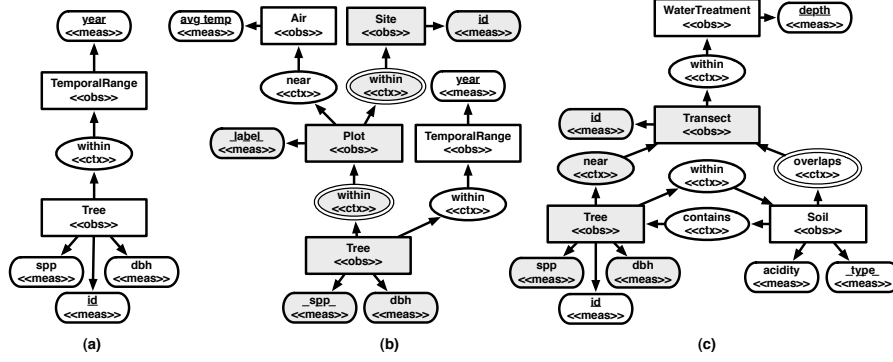 year
<<meas>>
TemporalRange
<<obs>>
within
<<ctx>>
Tree
<<obs>>
spp
<<meas>>
dbh
<<meas>>
id
<<meas>>
(a)
avg temp
<<meas>>
Air
<<obs>>
Site
<<obs>>
id
<<meas>>
near
<<ctx>>
within
<<ctx>>
year
<<meas>>
_label_
<<meas>>
Plot
<<obs>>
TemporalRange
<<obs>>
within
<<ctx>>
within
<<ctx>>
Tree
<<obs>>
_spp_
<<meas>>
dbh
<<meas>>
(b)
WaterTreatment
<<obs>>
depth
<<meas>>
within
<<ctx>>
id
<<meas>>
Transect
<<obs>>
near
<<ctx>>
within
<<ctx>>
overlaps
<<ctx>>
Tree
<<obs>>
contains
<<ctx>>
Soil
<<obs>>
spp
<<meas>>
dbh
<<meas>>
acidity
<<meas>>
_type_
<<meas>>
id
<<meas>>
(c)